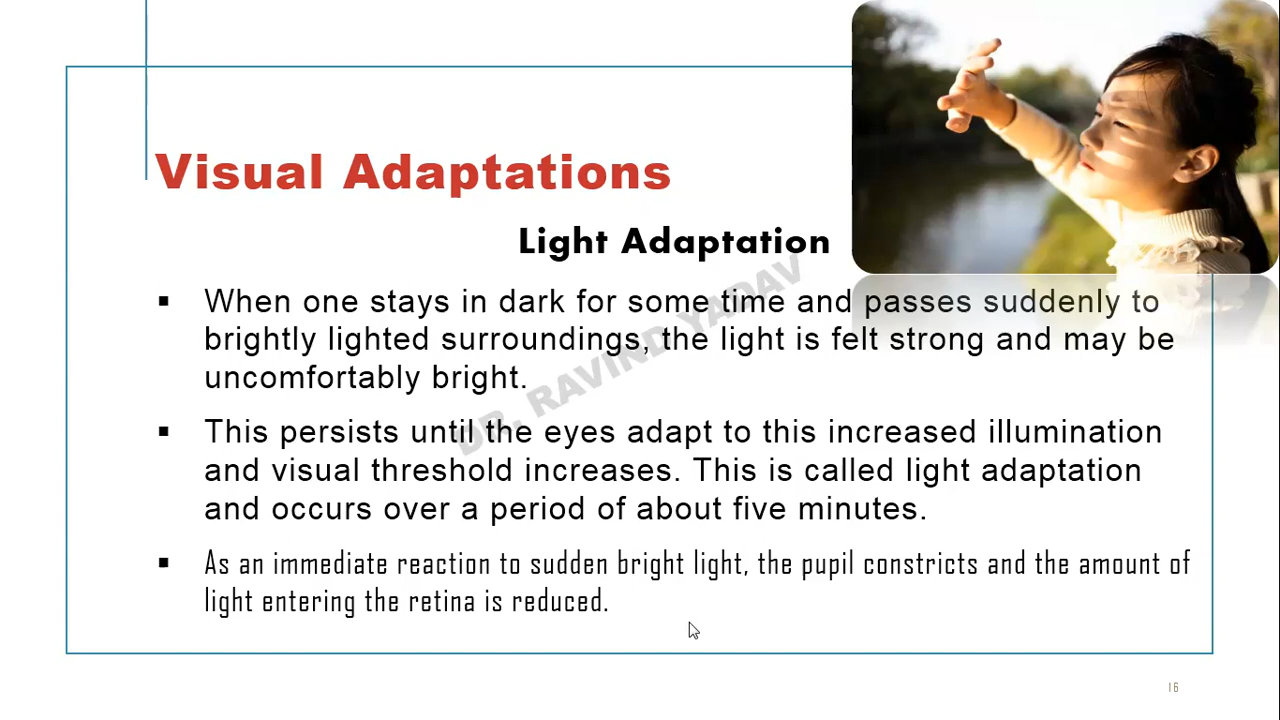 Visual Adaptations
Light Adaptation
▪ When one stays in dark for some time and passes suddenly to
brightly lighted surroundings, the light is felt strong and may be
uncomfortably bright.
▪ This persists until the eyes adapt to this increased illumination
and visual threshold increases. This is called light adaptation
and occurs over a period of about five minutes.
▪ As an immediate reaction to sudden bright light, the pupil constricts and the amount of
light entering the retina is reduced.
DR. RAVIND YADAV
16